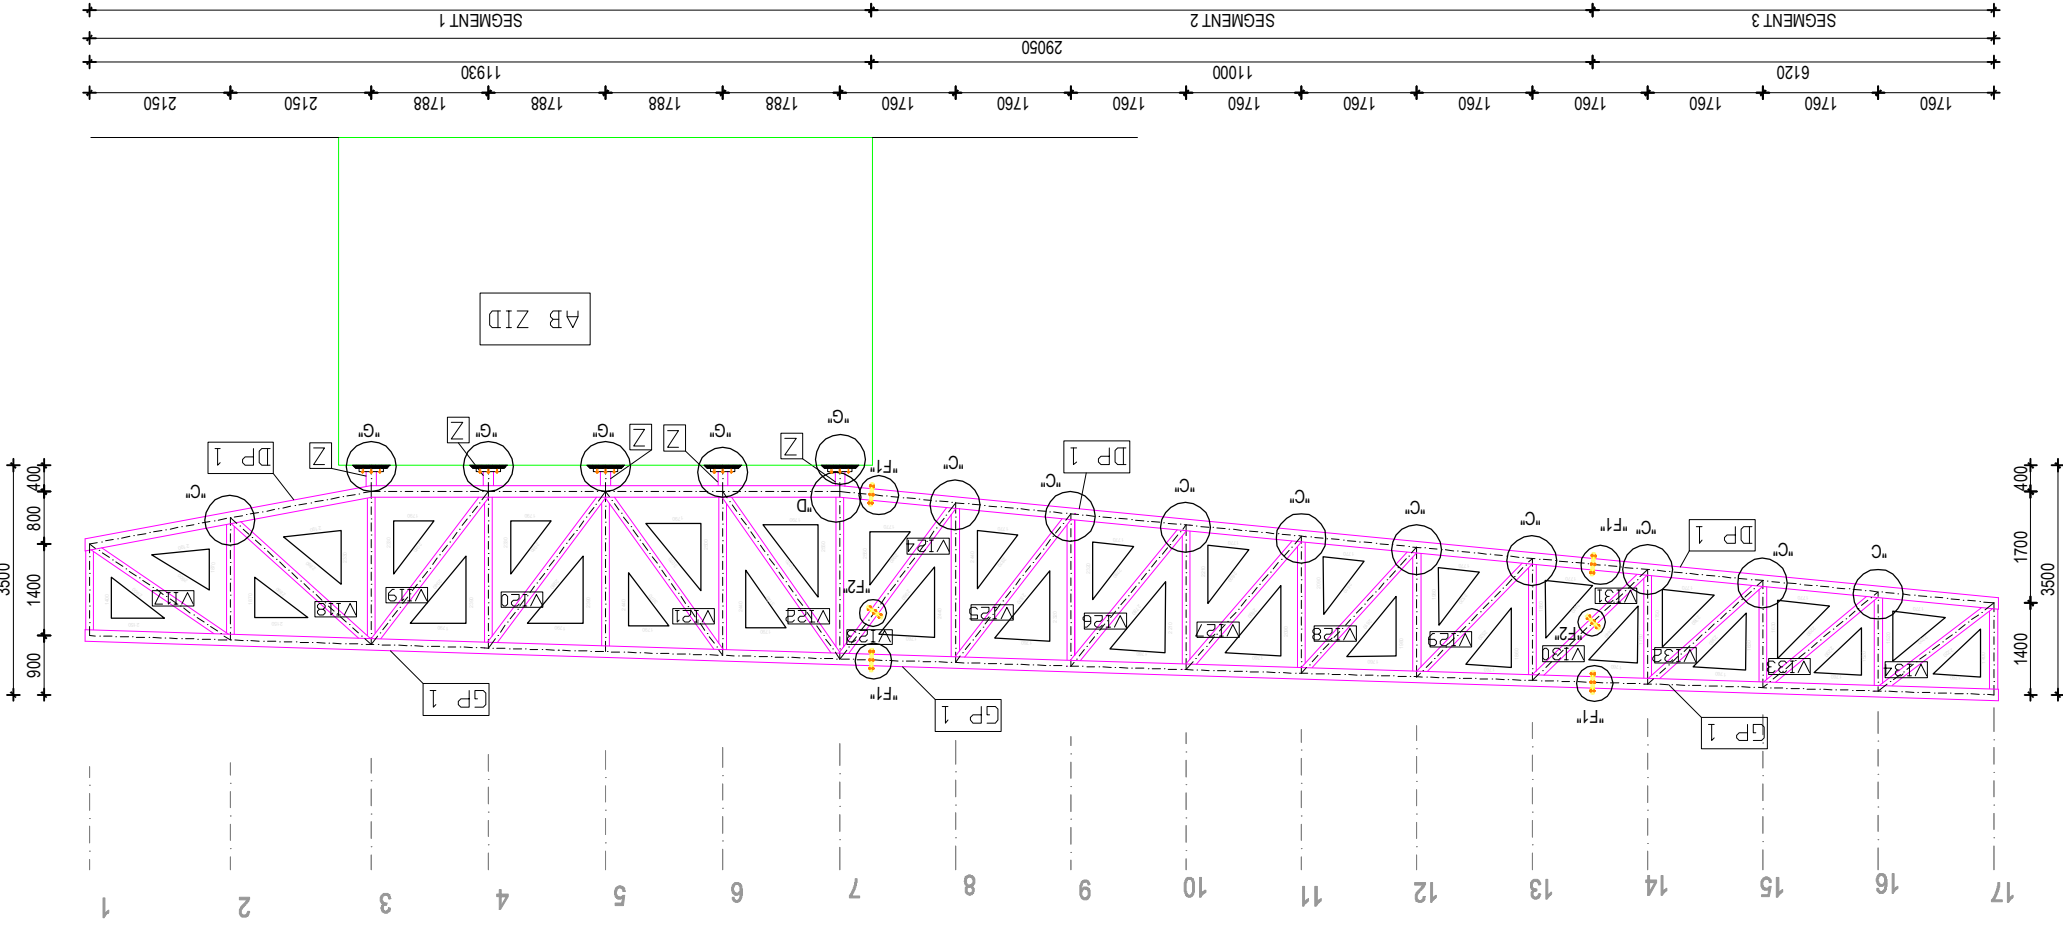 SEGMENT 1
SEGMENT 2
SEGMENT 3
29050
11930
11000
6120
2150
2150
1788
1788
1788
1788
1760
1760
1760
1760
1760
1760
1760
1760
1760
1760
AB ZID
"G"
"G"
"G"
"G"
"G"
Z
Z
Z
Z
Z
DP 1
DP 1
DP 1
"C"
"D"
"F1"
"C"
"C"
"C"
"C"
"C"
"C"
"F1"
"C"
"C"
C
400
800
1400
900
3500
400
1700
1400
3500
V117
V118
V119
V120
V121
V122
V123
V124
V125
V126
V127
V128
V129
V130
V131
V132
V133
V134
"F2"
"F2"
"F1"
"F1"
GP 1
GP 1
GP 1
1
2
3
4
5
6
7
8
9
10
11
12
13
14
15
16
17